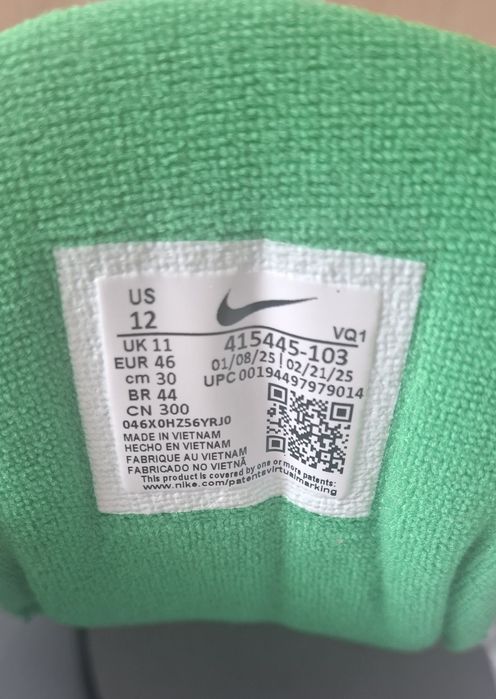 US
12
UK 11
EUR 46
cm 30
BR 44
CN 300
046X0HZ56YRJ0
MADE IN VIETNAM
HECHO EN VIETNAM
FABRIQUE AU VIETNAM
FABRICADO NO VIETNÃ
VQ1
415445-103
01/08/25 | 02/21/25
UPC 00194497979014
This product is covered by one or more patents:
www.nike.com/patentsvirtualmarking